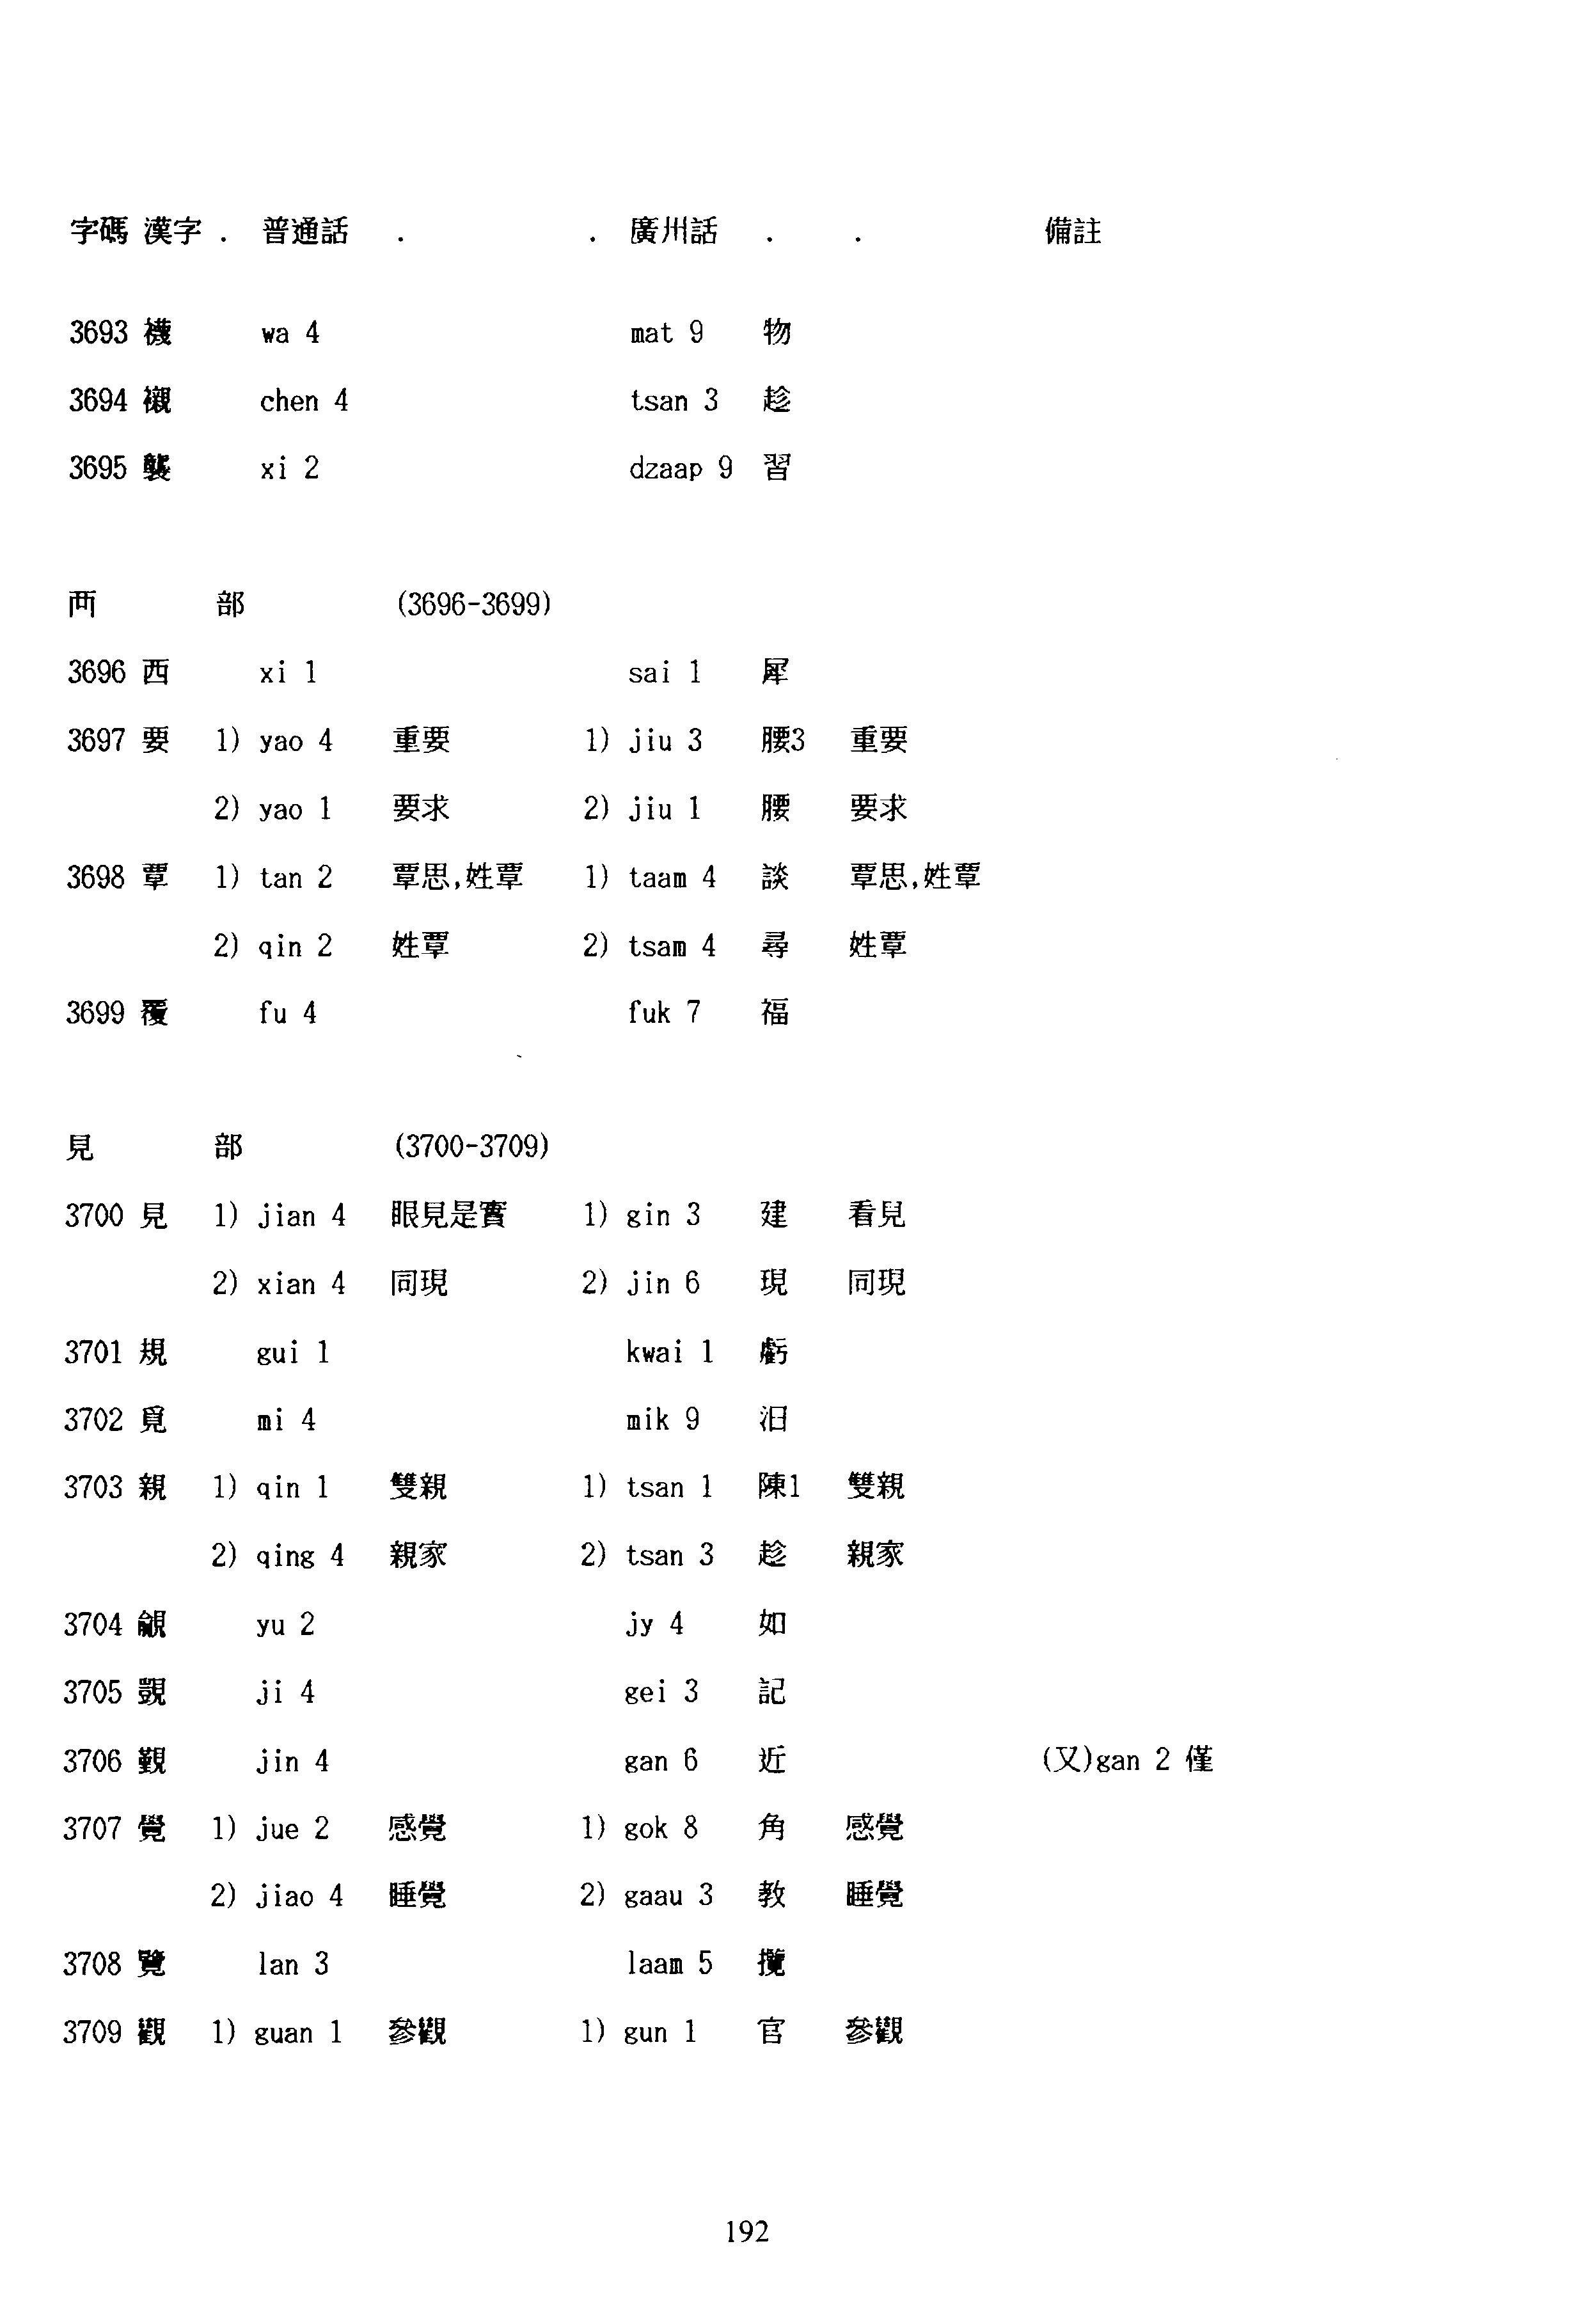 字碼 漢字 . 普通話 . . 廣州話 . . 備註
3693 襪 wa 4 mat 9 物
3694 襯 chen 4 tsan 3 趁
3695 襲 xi 2 dzaap 9 習
襾 部 (3696-3699)
3696 西 xi 1 sai 1 犀
3697 要 1) yao 4 重要 1) jiu 3 腰3 重要
2) yao 1 要求 2) jiu 1 腰 要求
3698 覃 1) tan 2 覃思,姓覃 1) taam 4 談 覃思,姓覃
2) qin 2 姓覃 2) tsam 4 尋 姓覃
3699 覆 fu 4 fuk 7 福
見 部 (3700-3709)
3700 見 1) jian 4 眼見是實 1) gin 3 建 看見
2) xian 4 同現 2) jin 6 現 同現
3701 規 gui 1 kwai 1 虧
3702 覓 mi 4 mik 9 汨
3703 親 1) qin 1 雙親 1) tsan 1 陳1 雙親
2) qing 4 親家 2) tsan 3 趁 親家
3704 覦 yu 2 jy 4 如
3705 覬 ji 4 gei 3 記
3706 覲 jin 4 gan 6 近 (又)gan 2 僅
3707 覺 1) jue 2 感覺 1) gok 8 角 感覺
2) jiao 4 睡覺 2) gaau 3 教 睡覺
3708 覽 lan 3 laam 5 攬
3709 觀 1) guan 1 參觀 1) gun 1 官 參觀
192